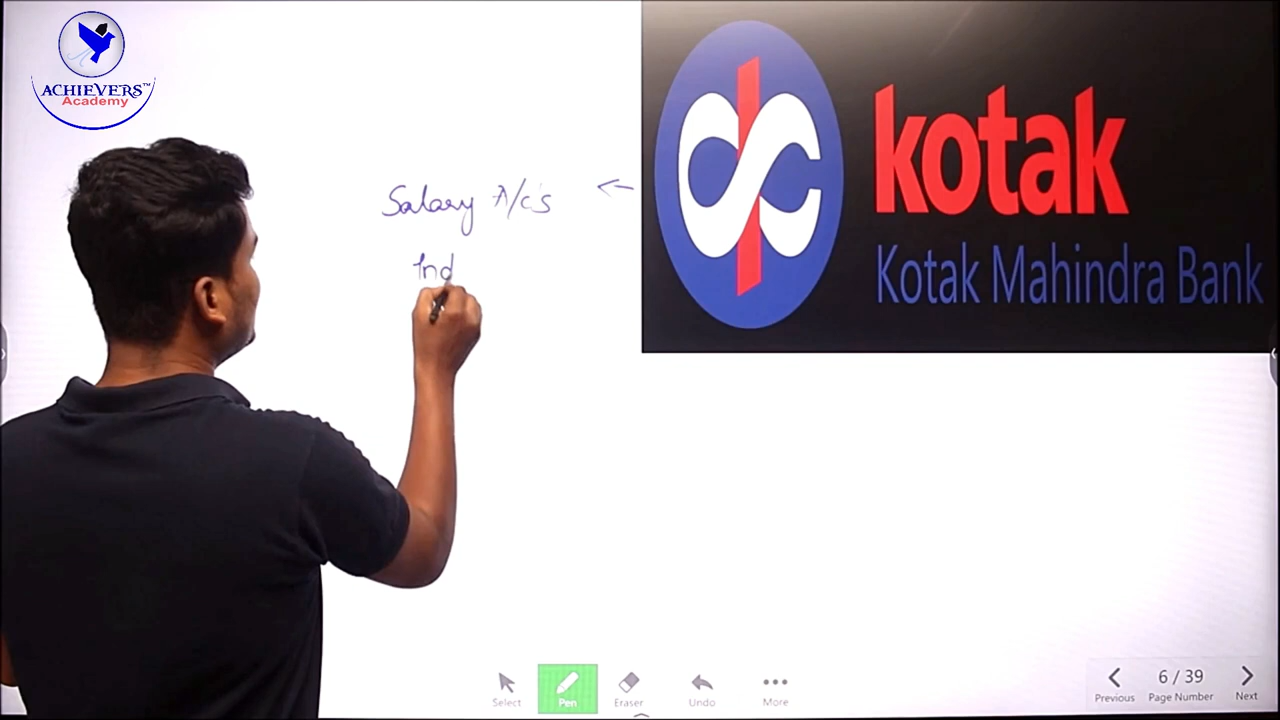 ACHiEVERS™
Academy
kotak
Kotak Mahindra Bank
Salary A/c's ←
Ind
Select
Pen
Eraser
Undo
More
Previous
6 / 39
Page Number
Next